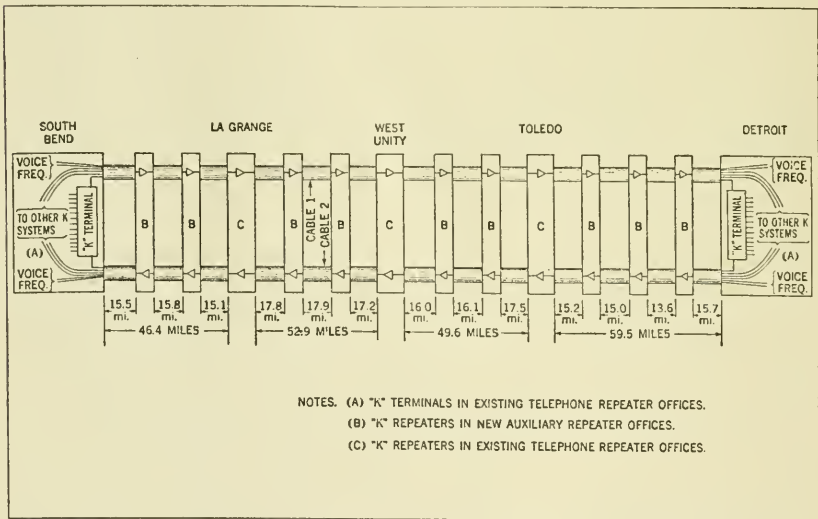 SOUTH BEND
LA GRANGE
WEST UNITY
TOLEDO
DETROIT
VOICE FREQ.
TO OTHER K SYSTEMS
(A)
"K" TERMINAL
VOICE FREQ.
B
B
C
B
CABLE 1
CABLE 2
B
C
B
B
C
B
B
B
VOICE FREQ.
"K" TERMINAL
TO OTHER K SYSTEMS
(A)
VOICE FREQ.
15.5 mi.
15.8 mi.
15.1 mi.
17.8 mi.
17.9 mi.
17.2 mi.
16.0 mi.
16.1 mi.
17.5 mi.
15.2 mi.
15.0 mi.
13.6 mi.
15.7 mi.
46.4 MILES
52.9 MILES
49.6 MILES
59.5 MILES
NOTES. (A) "K" TERMINALS IN EXISTING TELEPHONE REPEATER OFFICES.
(B) "K" REPEATERS IN NEW AUXILIARY REPEATER OFFICES.
(C) "K" REPEATERS IN EXISTING TELEPHONE REPEATER OFFICES.